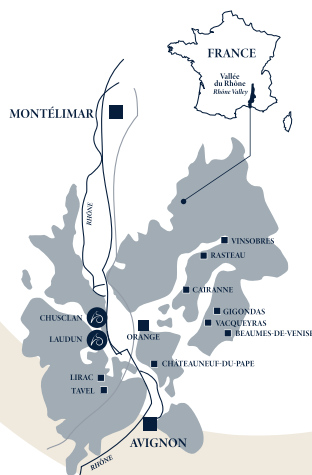 FRANCE
Vallée
du Rhône
Rhône Valley
MONTÉLIMAR
RHÔNE
VINSOBRES
RASTEAU
CAIRANNE
GIGONDAS
CHUSCLAN
VACQUEYRAS
ORANGE
BEAUMES-DE-VENISE
LAUDUN
CHÂTEAUNEUF-DU-PAPE
LIRAC
TAVEL
AVIGNON
RHÔNE